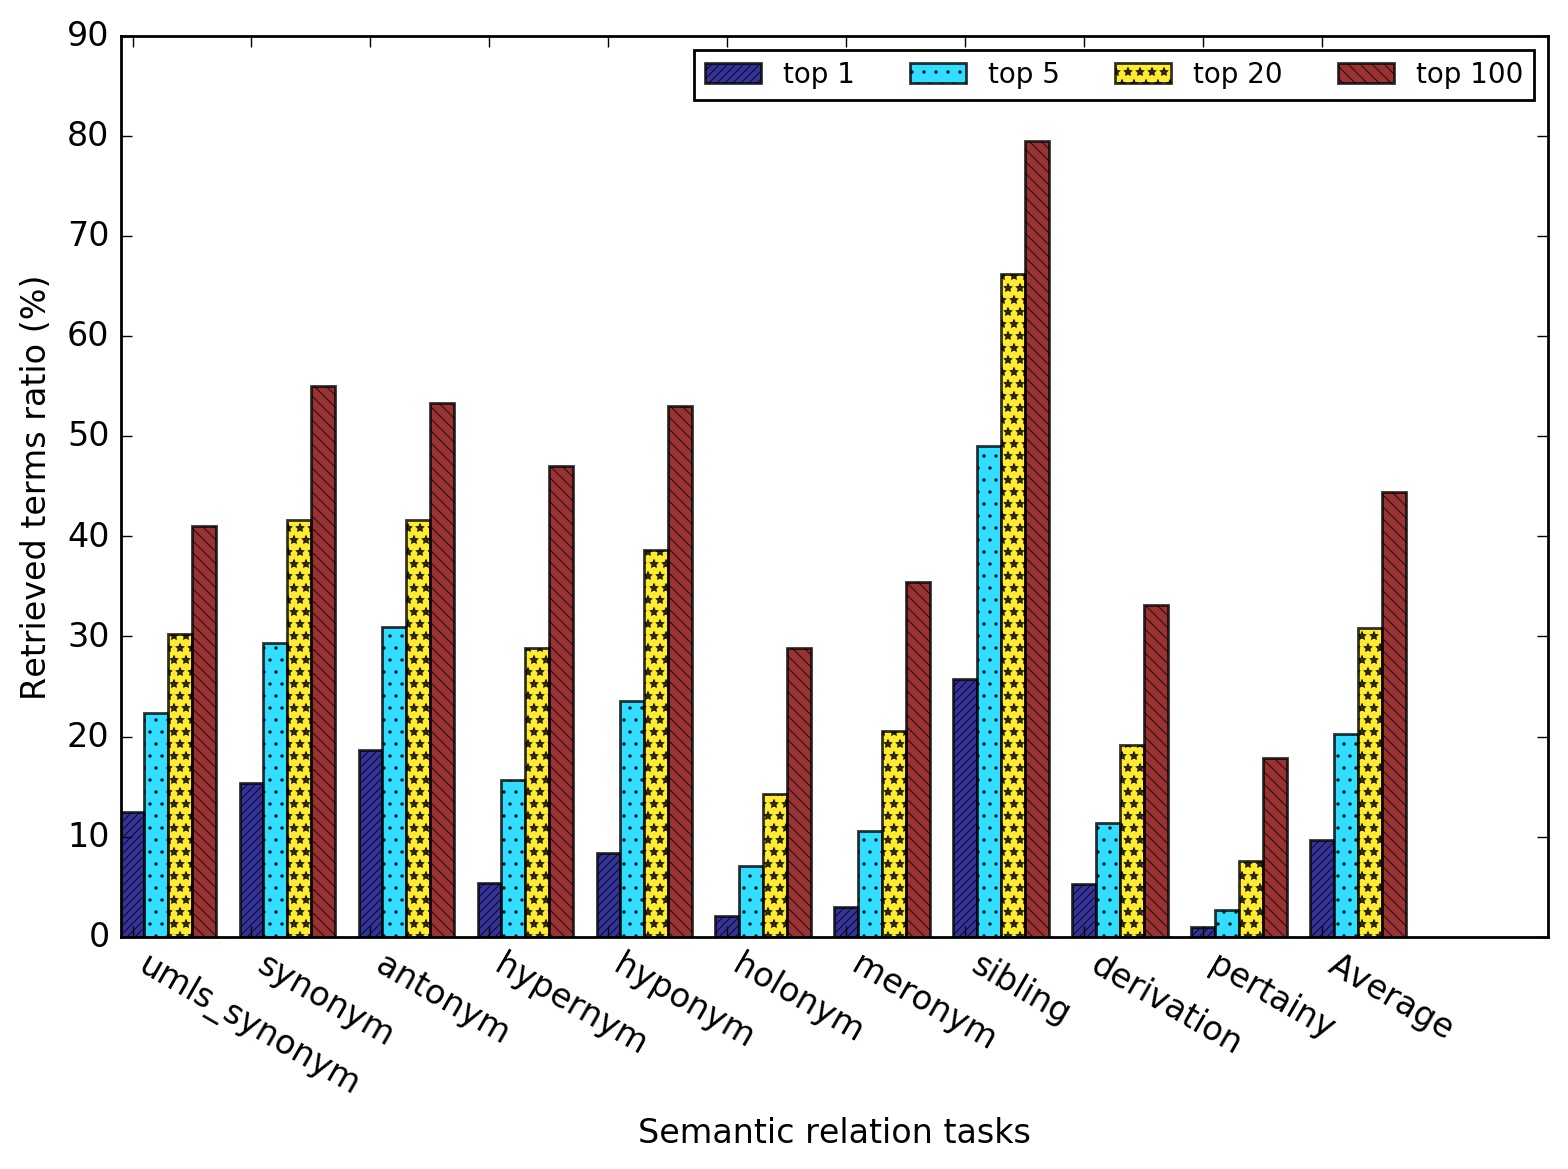 90
80
70
60
50
40
30
20
10
0
Retrieved terms ratio (%)
top 1
top 5
top 20
top 100
umls_synonym
synonym
antonym
hypernym
hyponym
holonym
meronym
sibling
derivation
pertainy
Average
Semantic relation tasks